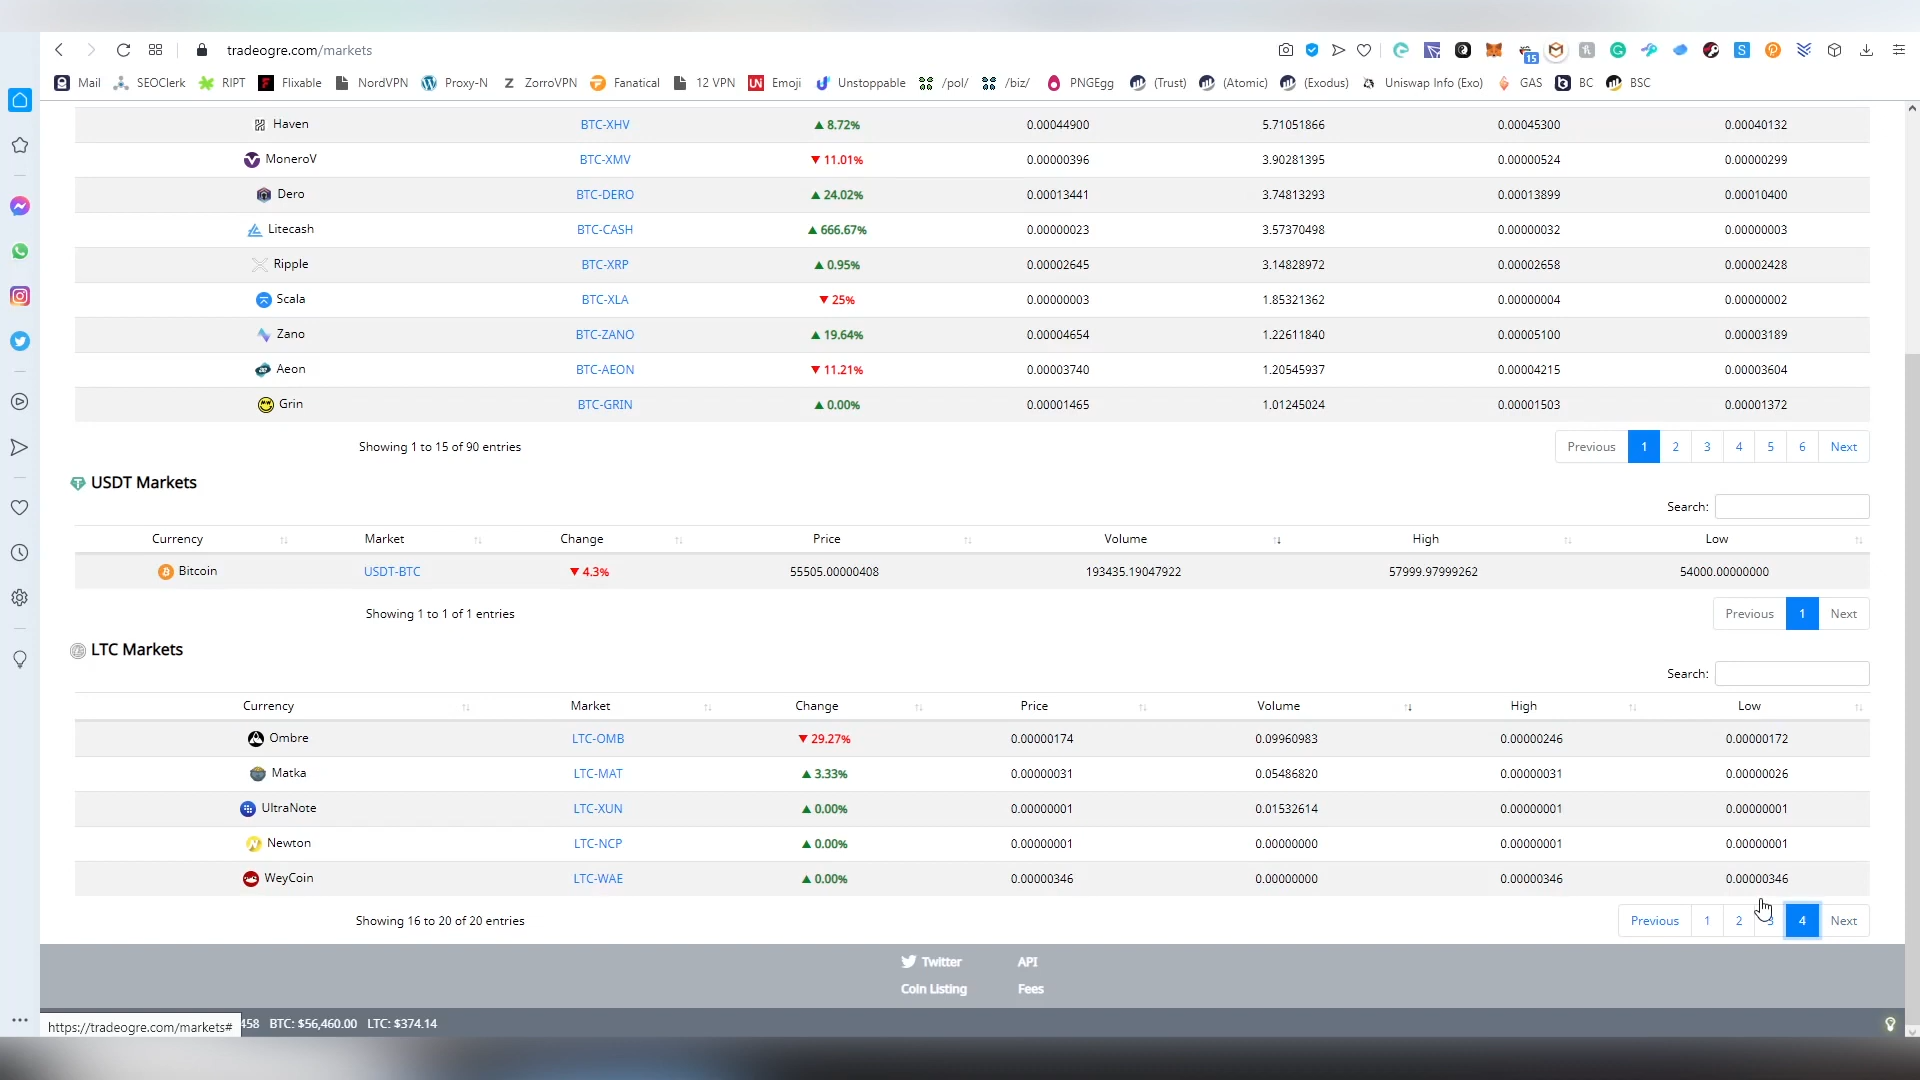 tradeogre.com/markets
15
Mail SEOClerk RIPT Flixable NordVPN Proxy-N ZorroVPN Fanatical 12 VPN Emoji Unstoppable /pol/ /biz/ PNGEgg (Trust) (Atomic) (Exodus) Uniswap Info (Exo) GAS BC BSC
Haven BTC-XHV ▲ 8.72% 0.00044900 5.71051866 0.00045300 0.00040132
MoneroV BTC-XMV ▼ 11.01% 0.00000396 3.90281395 0.00000524 0.00000299
Dero BTC-DERO ▲ 24.02% 0.00013441 3.74813293 0.00013899 0.00010400
Litecash BTC-CASH ▲ 666.67% 0.00000023 3.57370498 0.00000032 0.00000003
Ripple BTC-XRP ▲ 0.95% 0.00002645 3.14828972 0.00002658 0.00002428
Scala BTC-XLA ▼ 25% 0.00000003 1.85321362 0.00000004 0.00000002
Zano BTC-ZANO ▲ 19.64% 0.00004654 1.22611840 0.00005100 0.00003189
Aeon BTC-AEON ▼ 11.21% 0.00003740 1.20545937 0.00004215 0.00003604
Grin BTC-GRIN ▲ 0.00% 0.00001465 1.01245024 0.00001503 0.00001372
Showing 1 to 15 of 90 entries Previous 1 2 3 4 5 6 Next
USDT Markets
Search:
Currency Market Change Price Volume High Low
Bitcoin USDT-BTC ▼ 4.3% 55505.00000408 193435.19047922 57999.97999262 54000.00000000
Showing 1 to 1 of 1 entries Previous 1 Next
LTC Markets
Search:
Currency Market Change Price Volume High Low
Ombre LTC-OMB ▼ 29.27% 0.00000174 0.09960983 0.00000246 0.00000172
Matka LTC-MAT ▲ 3.33% 0.00000031 0.05486820 0.00000031 0.00000026
UltraNote LTC-XUN ▲ 0.00% 0.00000001 0.01532614 0.00000001 0.00000001
Newton LTC-NCP ▲ 0.00% 0.00000001 0.00000000 0.00000001 0.00000001
WeyCoin LTC-WAE ▲ 0.00% 0.00000346 0.00000000 0.00000346 0.00000346
Showing 16 to 20 of 20 entries Previous 1 2 3 4 Next
Twitter API
Coin Listing Fees
https://tradeogre.com/markets# 458 BTC: $56,460.00 LTC: $374.14